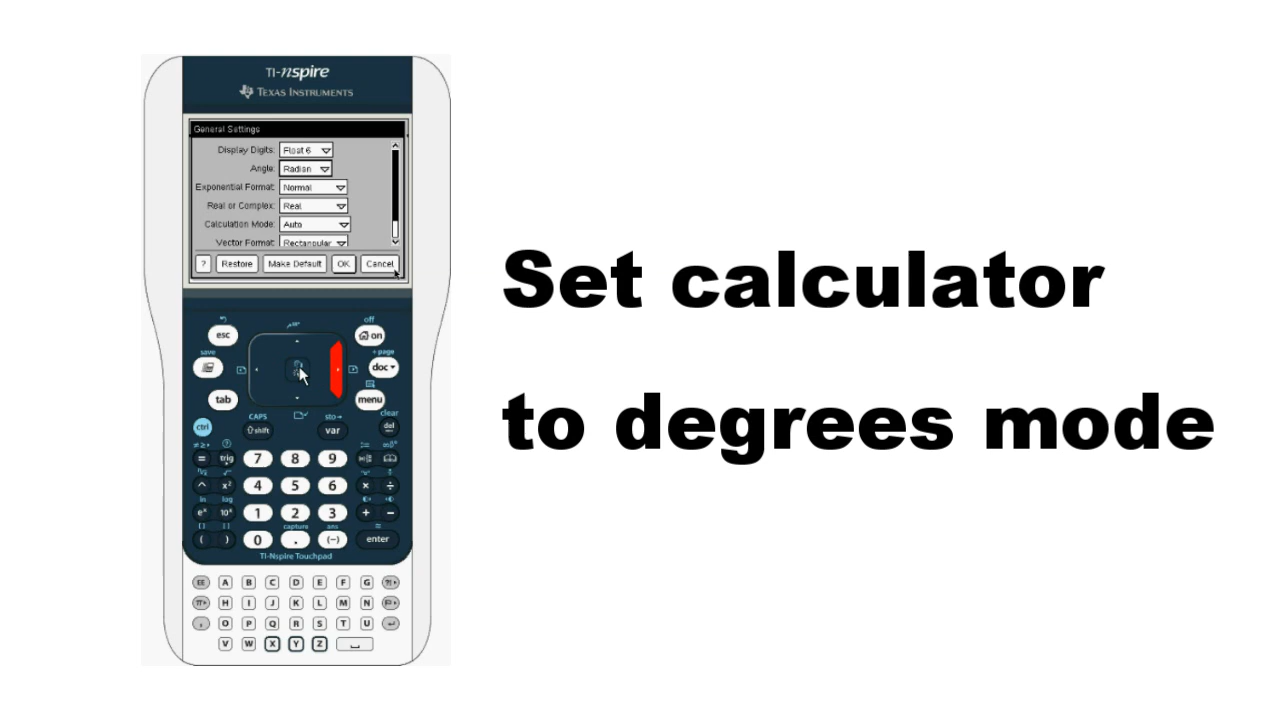 TI-nspire
TEXAS INSTRUMENTS
General Settings
Display Digits: Float 6
Angle: Radian
Exponential Format: Normal
Real or Complex: Real
Calculation Mode: Auto
Vector Format: Rectangular
? Restore Make Default OK Cancel
Set calculator
to degrees mode
off
esc
on
save
+ page
doc
tab
menu
ctrl
CAPS
sto→
clear
shift
var
del
= trig 7 8 9
^ x² 4 5 6 × ÷
ln log
eˣ 10ˣ 1 2 3 + −
capture ans
( ) 0 . (−) enter
TI-Nspire Touchpad
EE A B C D E F G ?!
π H I J K L M N
, O P Q R S T U
V W X Y Z